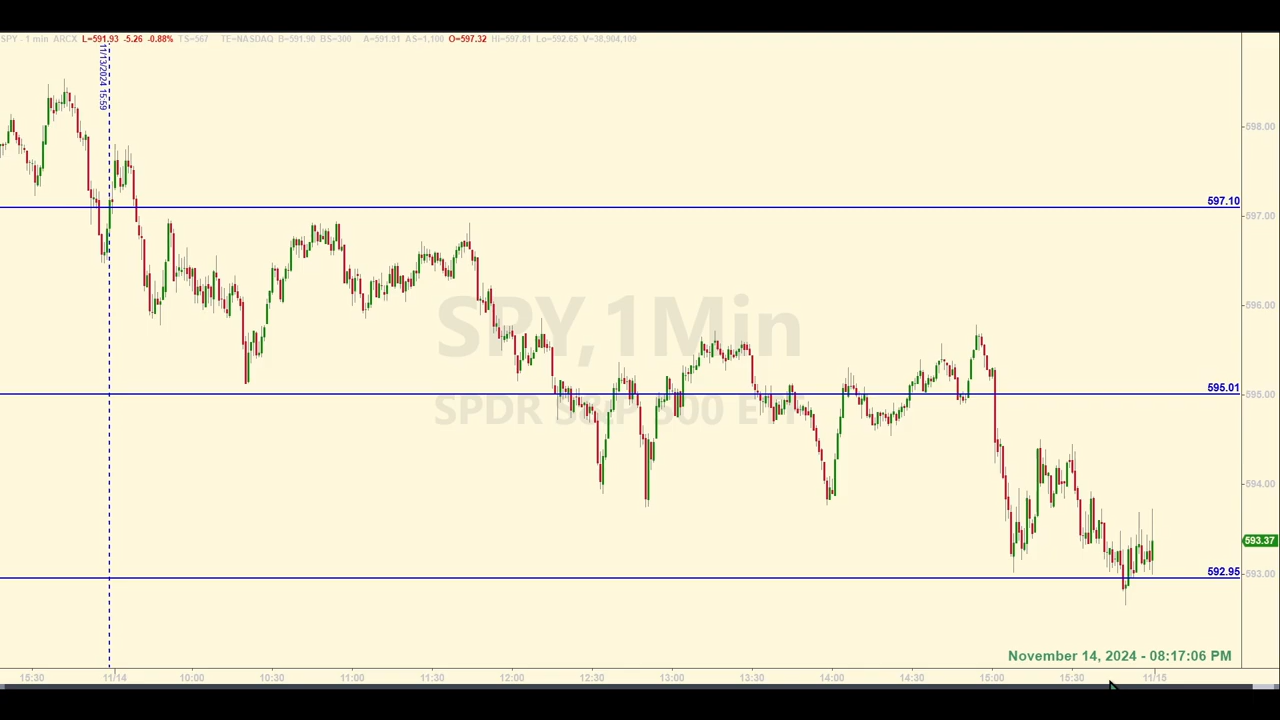 SPY - 1 min ARCX L=591.93 -5.26 -0.88% TS=567 TE=NASDAQ B=591.90 BS=300 A=591.91 AS=1,100 O=597.32 Hi=597.81 Lo=592.65 V=38,904,109
11/13/2024 15:59
598.00
597.10
597.00
596.00
SPY,1Min
595.01
595.00
SPDR S&P 500 ETF
594.00
593.37
592.95
593.00
November 14, 2024 - 08:17:06 PM
15:30 11/14 10:00 10:30 11:00 11:30 12:00 12:30 13:00 13:30 14:00 14:30 15:00 15:30 11/15